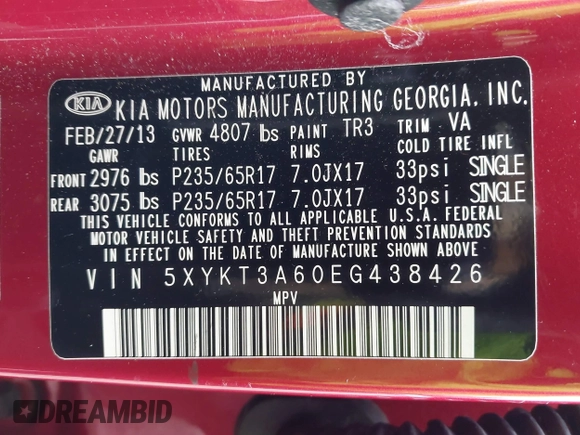 MANUFACTURED BY
KIA KIA MOTORS MANUFACTURING GEORGIA, INC.
FEB/27/13 GVWR 4807 lbs PAINT TR3 TRIM VA
GAWR TIRES RIMS COLD TIRE INFL
FRONT 2976 lbs P235/65R17 7.0JX17 33psi SINGLE
REAR 3075 lbs P235/65R17 7.0JX17 33psi SINGLE
THIS VEHICLE CONFORMS TO ALL APPLICABLE U.S.A. FEDERAL
MOTOR VEHICLE SAFETY AND THEFT PREVENTION STANDARDS
IN EFFECT ON THE DATE OF MANUFACTURE SHOWN ABOVE.
VIN 5XYKT3A60EG438426
MPV
DREAMBID